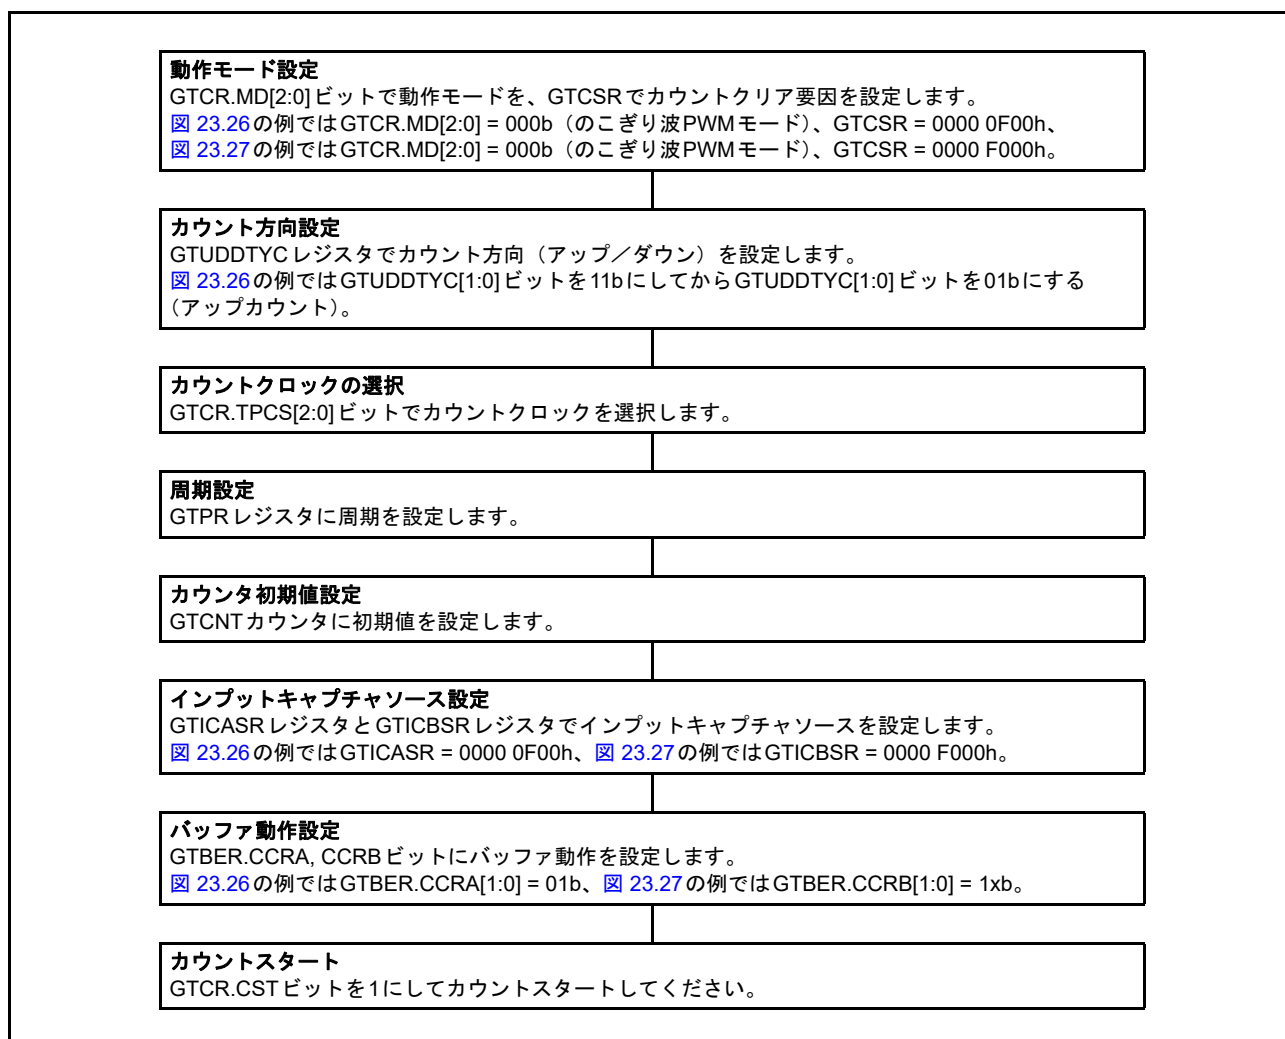 動作モード設定
GTCR.MD[2:0]ビットで動作モードを、GTCSRでカウントクリア要因を設定します。
図 23.26の例ではGTCR.MD[2:0] = 000b（のこぎり波PWMモード）、GTCSR = 0000 0F00h、
図 23.27の例ではGTCR.MD[2:0] = 000b（のこぎり波PWMモード）、GTCSR = 0000 F000h。
カウント方向設定
GTUDDTYCレジスタでカウント方向（アップ／ダウン）を設定します。
図 23.26の例ではGTUDDTYC[1:0]ビットを11bにしてからGTUDDTYC[1:0]ビットを01bにする
（アップカウント）。
カウントクロックの選択
GTCR.TPCS[2:0]ビットでカウントクロックを選択します。
周期設定
GTPRレジスタに周期を設定します。
カウンタ初期値設定
GTCNTカウンタに初期値を設定します。
インプットキャプチャソース設定
GTICASRレジスタとGTICBSRレジスタでインプットキャプチャソースを設定します。
図 23.26の例ではGTICASR = 0000 0F00h、図 23.27の例ではGTICBSR = 0000 F000h。
バッファ動作設定
GTBER.CCRA, CCRBビットにバッファ動作を設定します。
図 23.26の例ではGTBER.CCRA[1:0] = 01b、図 23.27の例ではGTBER.CCRB[1:0] = 1xb。
カウントスタート
GTCR.CSTビットを1にしてカウントスタートしてください。